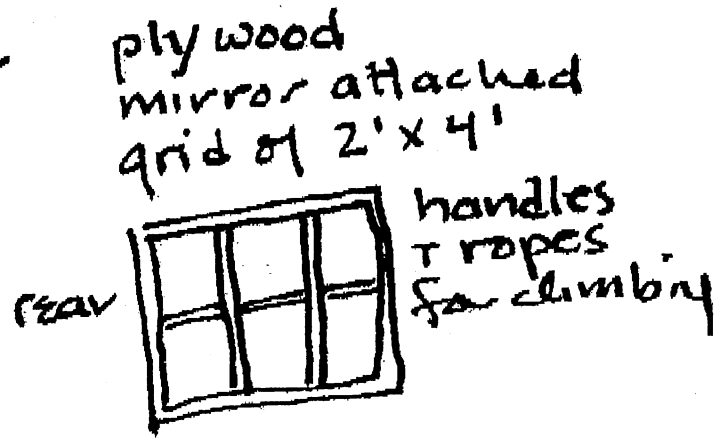 plywood
mirror attached
grid of 2' x 4'
handles
+ ropes
for climbing
rear